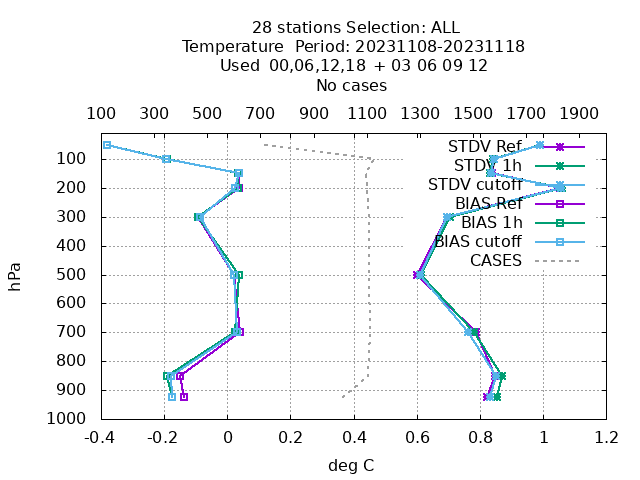 28 stations Selection: ALL
Temperature  Period: 20231108-20231118
Used  00,06,12,18 + 03 06 09 12
No cases
100 300 500 700 900 1100 1300 1500 1700 1900
STDV Ref
STDV 1h
STDV cutoff
BIAS Ref
BIAS 1h
BIAS cutoff
CASES
hPa
100
200
300
400
500
600
700
800
900
1000
-0.4 -0.2 0 0.2 0.4 0.6 0.8 1 1.2
deg C